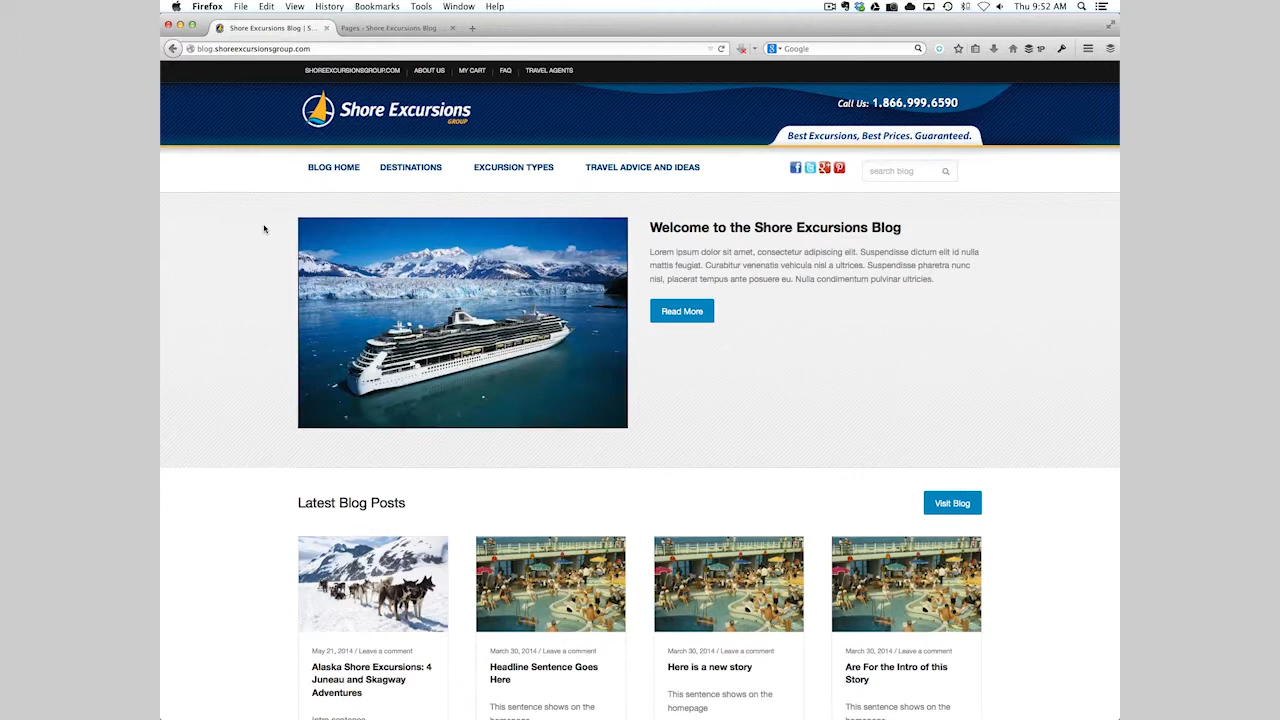 Firefox File Edit View History Bookmarks Tools Window Help
Thu 9:52 AM
Shore Excursions Blog | S...
Pages - Shore Excursions Blog ...
blog.shoreexcursionsgroup.com
Google
1P
SHOREEXCURSIONSGROUP.COM ABOUT US MY CART FAQ TRAVEL AGENTS
Shore Excursions
GROUP
Call Us: 1.866.999.6590
Best Excursions, Best Prices. Guaranteed.
BLOG HOME DESTINATIONS EXCURSION TYPES TRAVEL ADVICE AND IDEAS
search blog
Welcome to the Shore Excursions Blog
Lorem ipsum dolor sit amet, consectetur adipiscing elit. Suspendisse dictum elit id nulla
mattis feugiat. Curabitur venenatis vehicula nisl a ultrices. Suspendisse pharetra nunc
nisl, placerat tempus ante posuere eu. Nulla condimentum pulvinar ultricies.
Read More
Latest Blog Posts
Visit Blog
May 21, 2014 / Leave a comment
Alaska Shore Excursions: 4
Juneau and Skagway
Adventures
Intro sentence
March 30, 2014 / Leave a comment
Headline Sentence Goes
Here
This sentence shows on the
homepage
March 30, 2014 / Leave a comment
Here is a new story
This sentence shows on the
homepage
March 30, 2014 / Leave a comment
Are For the Intro of this
Story
This sentence shows on the
homepage